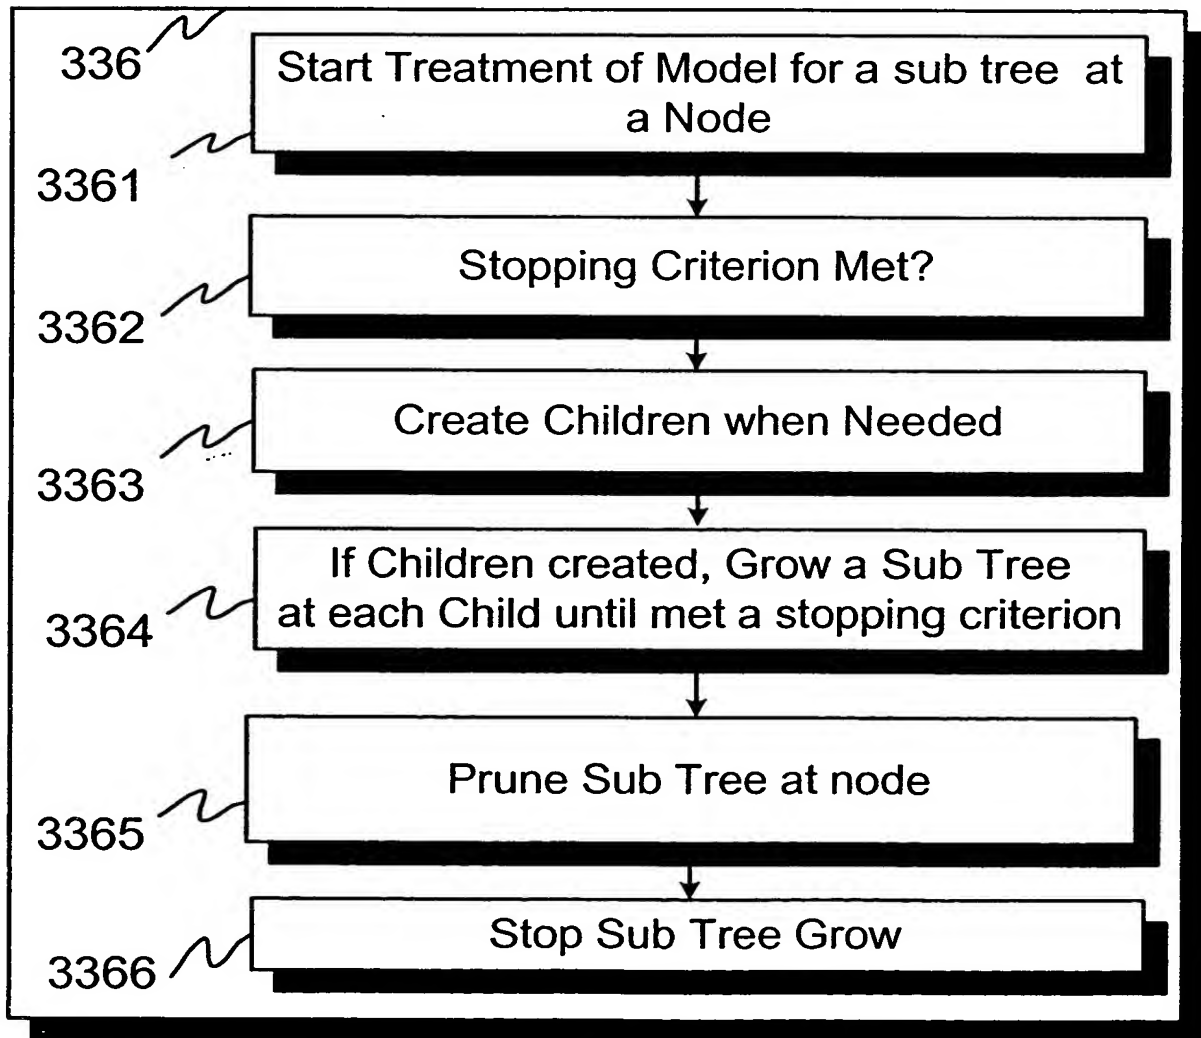 336
Start Treatment of Model for a sub tree at
a Node
3361
Stopping Criterion Met?
3362
Create Children when Needed
3363
If Children created, Grow a Sub Tree
at each Child until met a stopping criterion
3364
Prune Sub Tree at node
3365
Stop Sub Tree Grow
3366